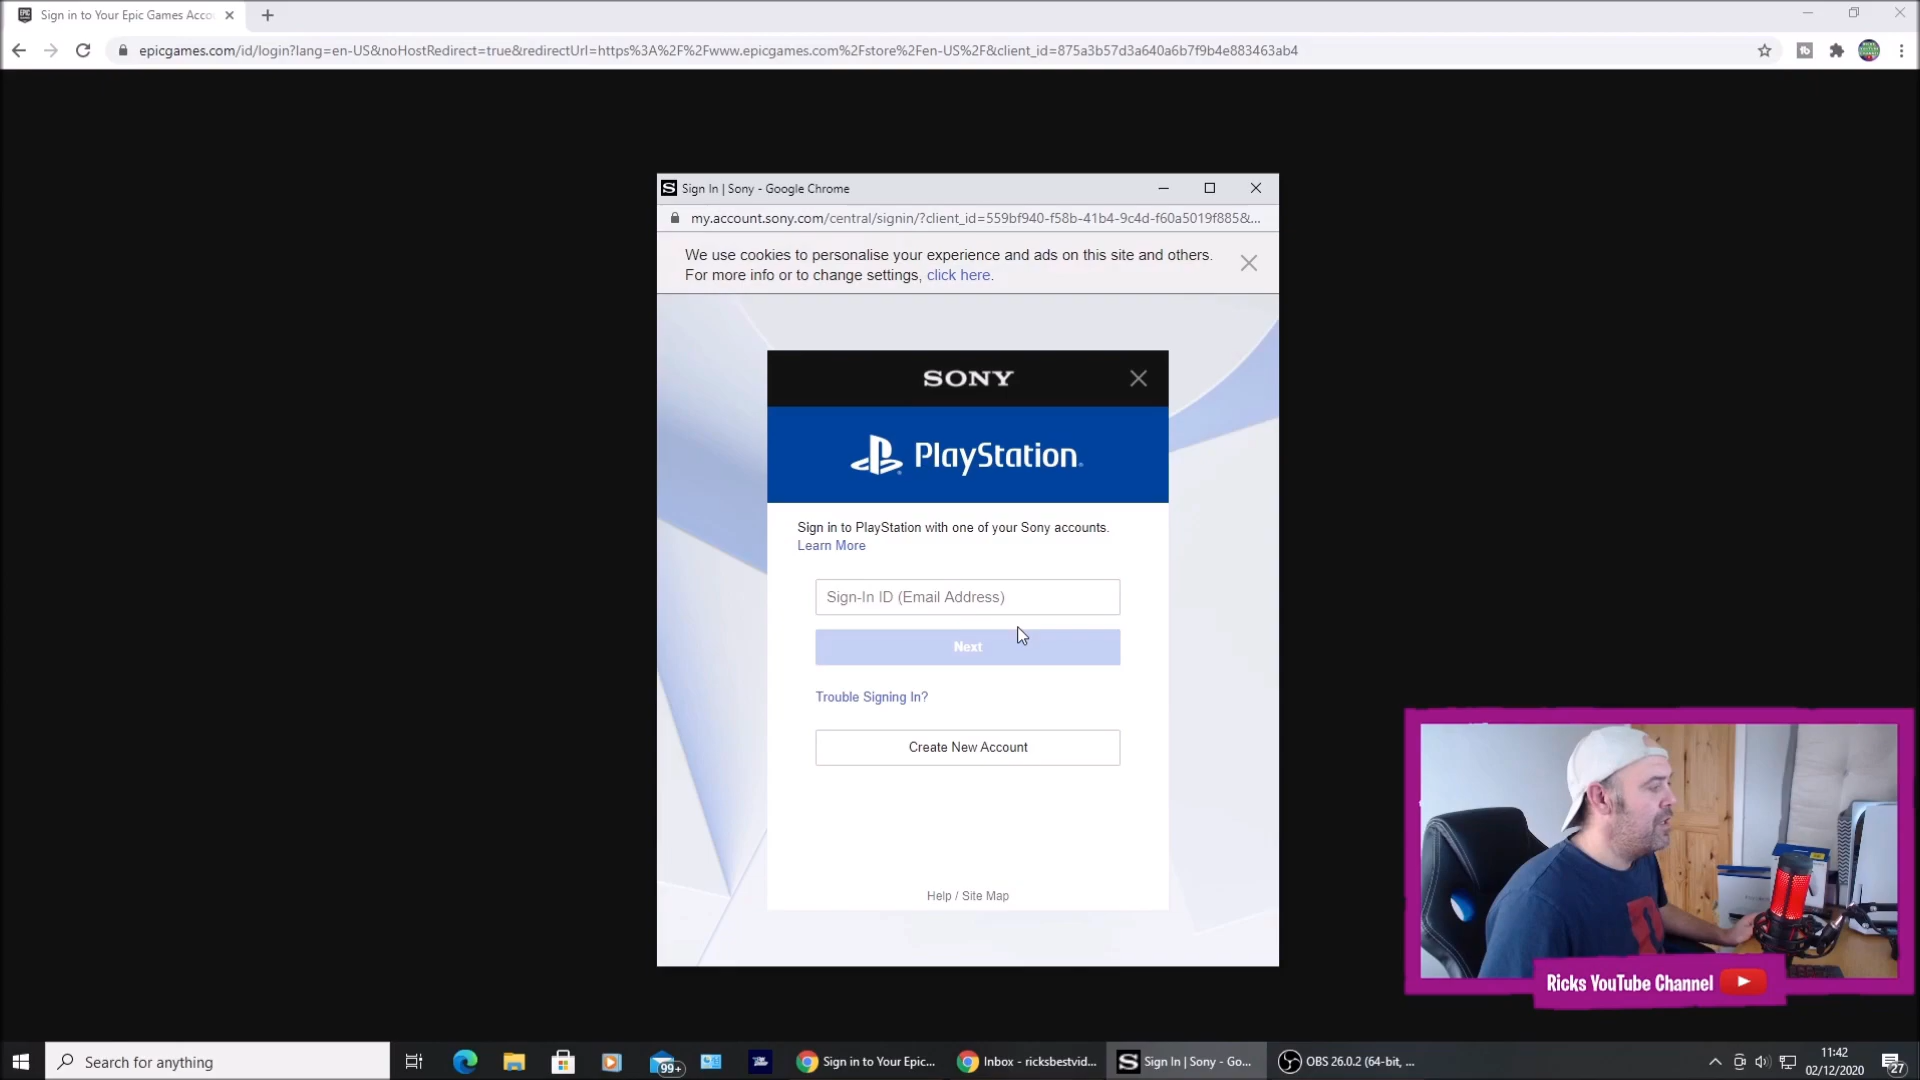 Sign in to Your Epic Games Acco
epicgames.com/id/login?lang=en-US&noHostRedirect=true&redirectUrl=https%3A%2F%2Fwww.epicgames.com%2Fstore%2Fen-US%2F&client_id=875a3b57d3a640a6b7f9b4e883463ab4
Sign In | Sony - Google Chrome
my.account.sony.com/central/signin/?client_id=559bf940-f58b-41b4-9c4d-f60a5019f885&...
We use cookies to personalise your experience and ads on this site and others.
For more info or to change settings, click here.
SONY
PlayStation
Sign in to PlayStation with one of your Sony accounts.
Learn More
Sign-In ID (Email Address)
Next
Trouble Signing In?
Create New Account
Help / Site Map
Ricks YouTube Channel
Search for anything
99+
Sign in to Your Epic...
Inbox - ricksbestvid...
Sign In | Sony - Go...
OBS 26.0.2 (64-bit, ...
11:42
02/12/2020
27